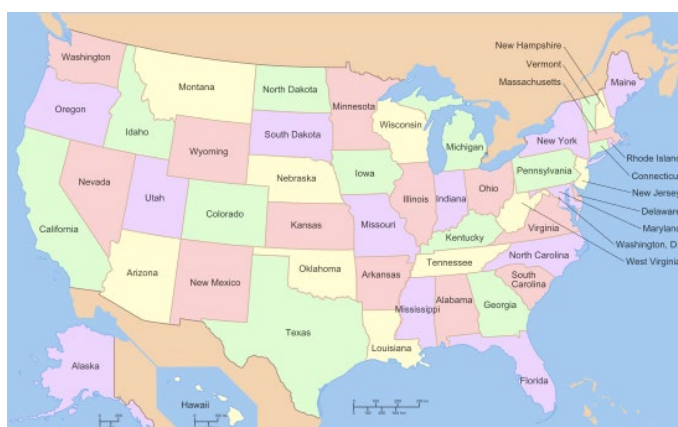 New Hampshire
Vermont
Massachusetts
Washington
Montana
North Dakota
Minnesota
Maine
Oregon
Idaho
South Dakota
Wisconsin
Michigan
New York
Wyoming
Rhode Island
Iowa
Pennsylvania
Connecticu
Nebraska
Nevada
Utah
Illinois
Indiana
Ohio
New Jersey
Colorado
Delaware
California
Kansas
Missouri
Kentucky
Virginia
Maryland
Washington, D
West Virginia
Arizona
New Mexico
Oklahoma
Arkansas
Tennessee
North Carolina
South
Carolina
Mississippi
Alabama
Georgia
Texas
Louisiana
Alaska
Hawaii
Florida